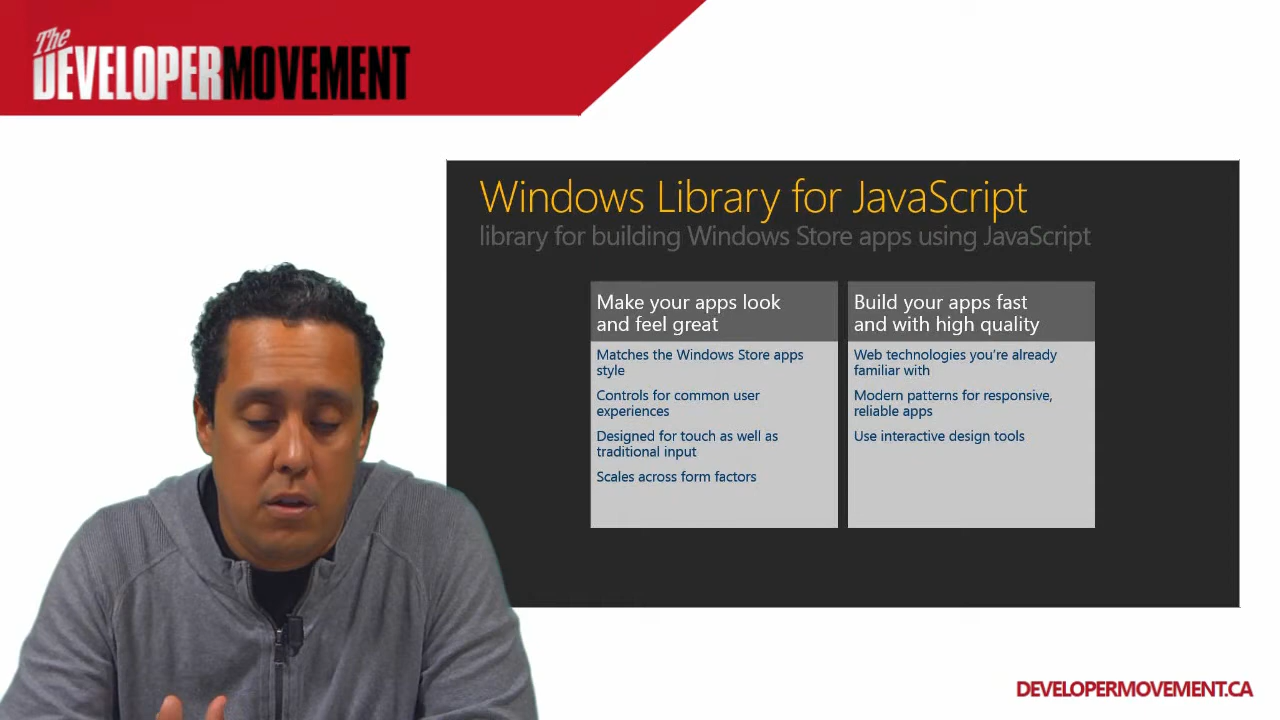 The
DEVELOPERMOVEMENT
Windows Library for JavaScript
library for building Windows Store apps using JavaScript
Make your apps look
and feel great
Matches the Windows Store apps
style
Controls for common user
experiences
Designed for touch as well as
traditional input
Scales across form factors
Build your apps fast
and with high quality
Web technologies you're already
familiar with
Modern patterns for responsive,
reliable apps
Use interactive design tools
DEVELOPERMOVEMENT.CA